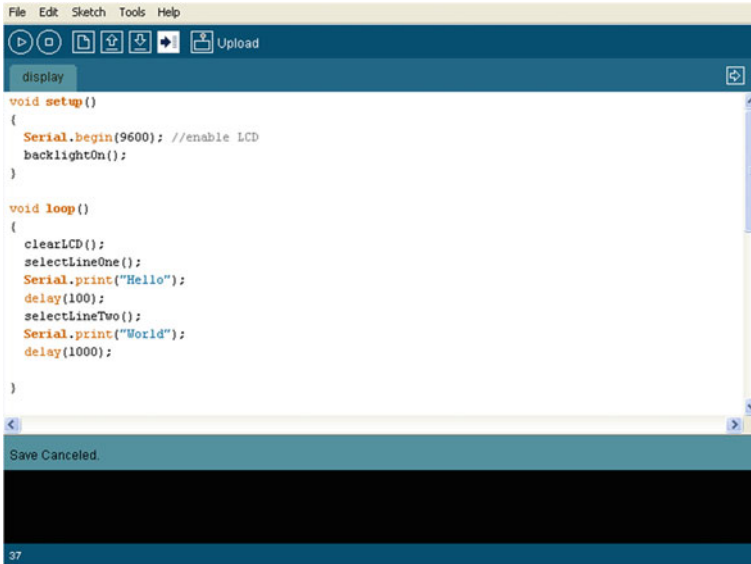 File Edit Sketch Tools Help
Upload
display
void setup()
{
  Serial.begin(9600); //enable LCD
  backlightOn();
}

void loop()
{
  clearLCD();
  selectLineOne();
  Serial.print("Hello");
  delay(100);
  selectLineTwo();
  Serial.print("World");
  delay(1000);

}
Save Canceled.
37